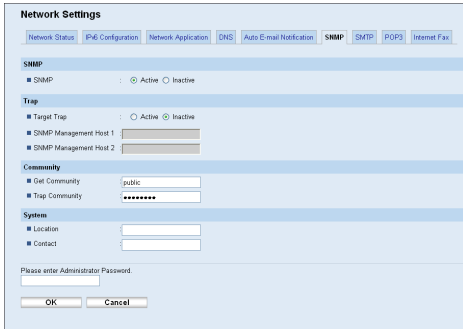 Network Settings
Network Status IPv6 Configuration Network Application DNS Auto E-mail Notification SNMP SMTP POP3 Internet Fax
SNMP
SNMP : Active Inactive
Trap
Target Trap : Active Inactive
SNMP Management Host 1 :
SNMP Management Host 2 :
Community
Get Community : public
Trap Community : ●●●●●●●●
System
Location :
Contact :
Please enter Administrator Password.
OK Cancel